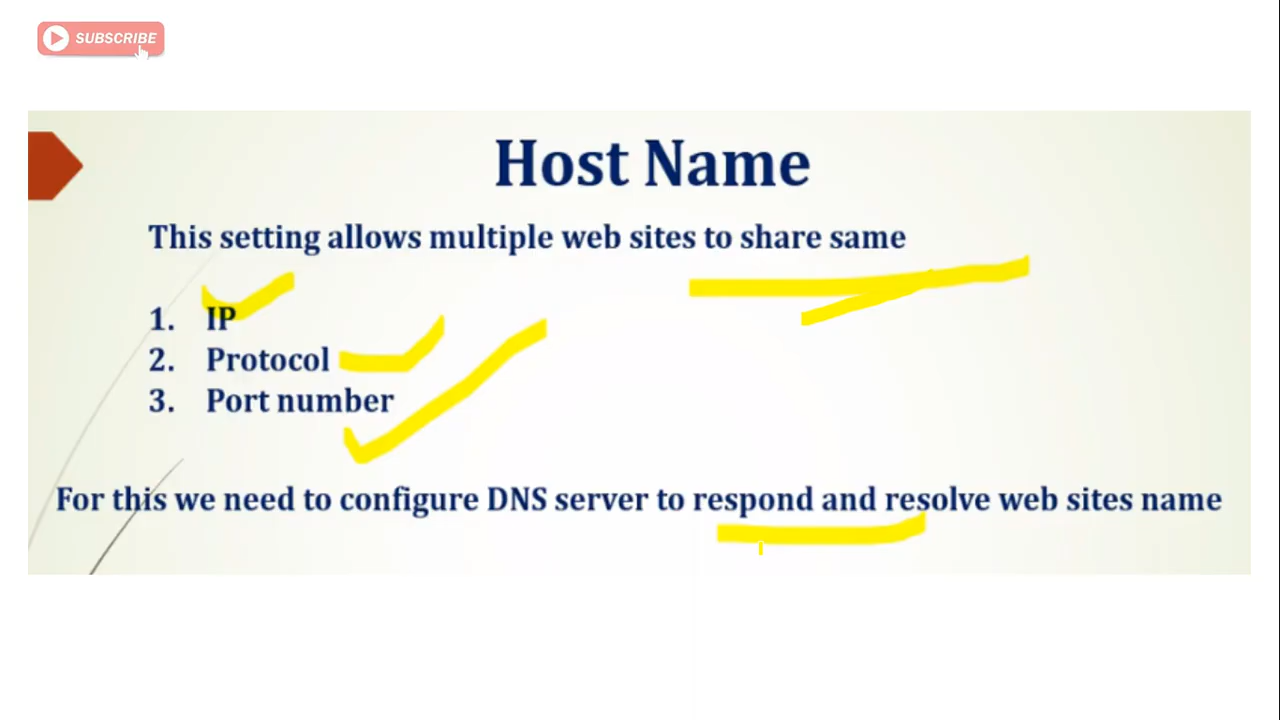 SUBSCRIBE
Host Name
This setting allows multiple web sites to share same
1. IP
2. Protocol
3. Port number
For this we need to configure DNS server to respond and resolve web sites name